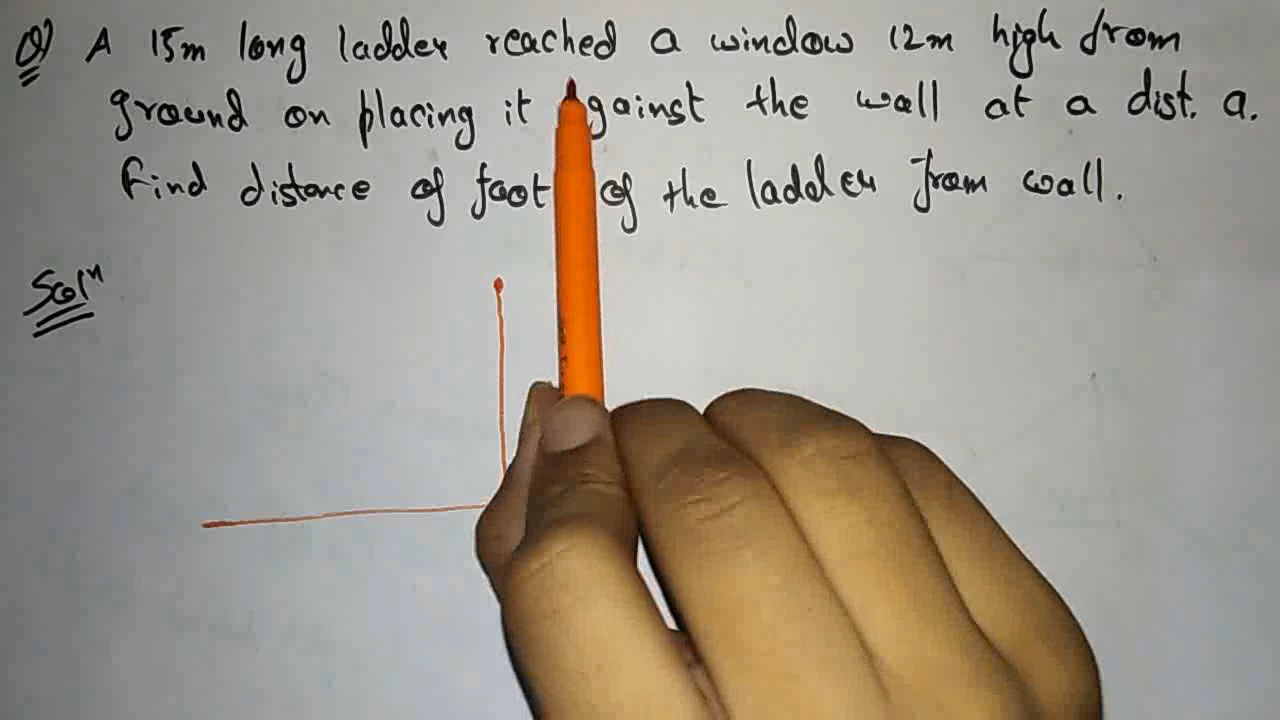 Q) A 15m long ladder reached a window 12m high from
ground on placing it against the wall at a dist. a.
Find distance of foot of the ladder from wall.
Solⁿ